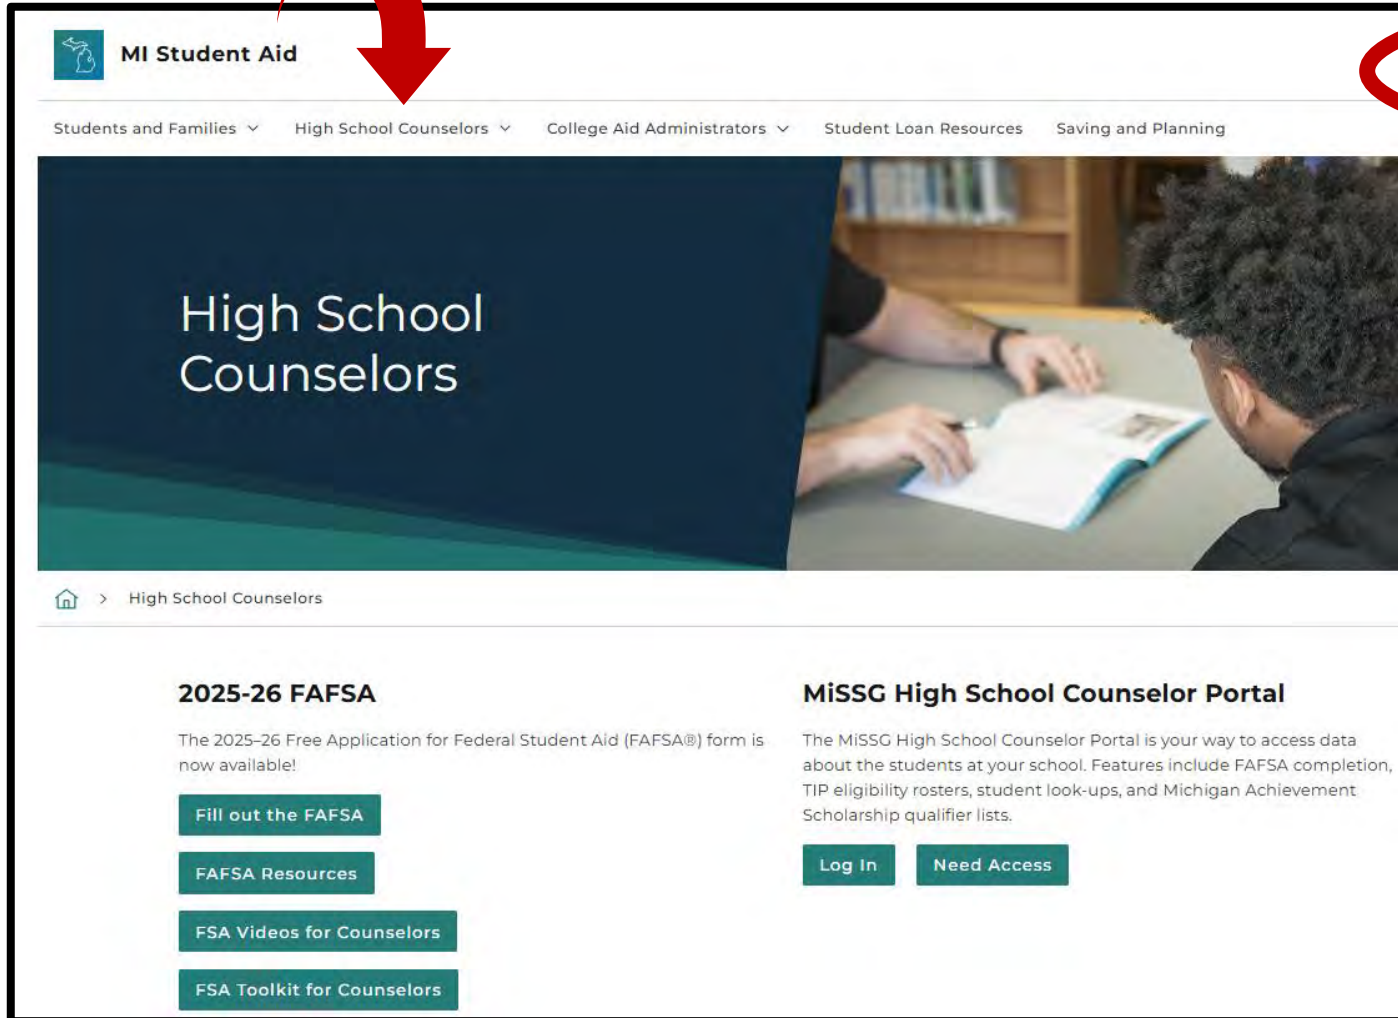 MI Student Aid
Students and Families
High School Counselors
College Aid Administrators
Student Loan Resources
Saving and Planning
High School
Counselors
High School Counselors
2025-26 FAFSA
The 2025–26 Free Application for Federal Student Aid (FAFSA®) form is
now available!
Fill out the FAFSA
FAFSA Resources
FSA Videos for Counselors
FSA Toolkit for Counselors
MiSSG High School Counselor Portal
The MiSSG High School Counselor Portal is your way to access data
about the students at your school. Features include FAFSA completion,
TIP eligibility rosters, student look-ups, and Michigan Achievement
Scholarship qualifier lists.
Log In
Need Access